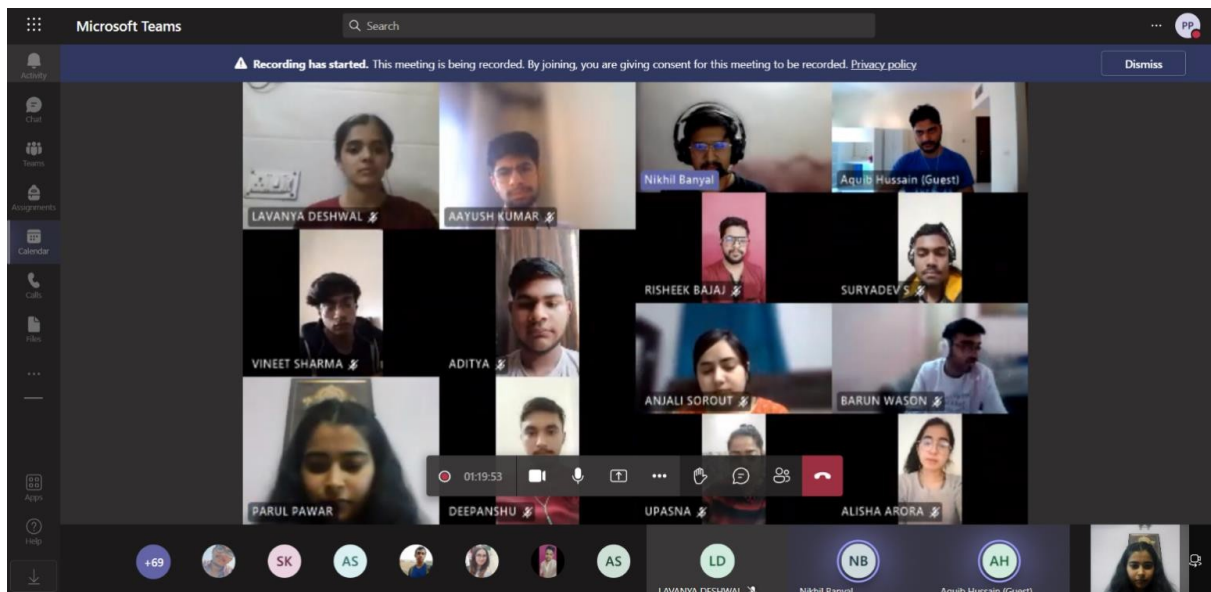 Microsoft Teams
Search
PP
Activity
Recording has started. This meeting is being recorded. By joining, you are giving consent for this meeting to be recorded. Privacy policy
Dismiss
Chat
Teams
Assignments
Calendar
Calls
Files
Apps
Help
LAVANYA DESHWAL
AAYUSH KUMAR
Nikhil Banyal
Aquib Hussain (Guest)
VINEET SHARMA
ADITYA
RISHEEK BAJAJ
SURYADEV S
ANJALI SOROUT
BARUN WASON
PARUL PAWAR
DEEPANSHU
UPASNA
ALISHA ARORA
01:19:53
+69
SK
AS
AS
LD
NB
AH
LAVANYA DESHWAL
Nikhil Banyal
Aquib Hussain (Guest)